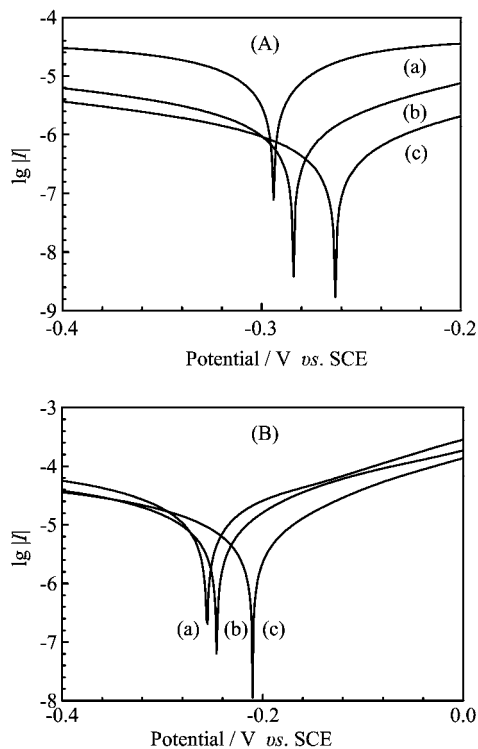 -4
(A)
(a)
-5
(b)
-6
(c)
lg |I|
-7
-8
-9
-0.4
-0.3
-0.2
Potential / V vs. SCE
-3
(B)
-4
-5
lg |I|
-6
(a)
(b)
(c)
-7
-8
-0.4
-0.2
0.0
Potential / V vs. SCE